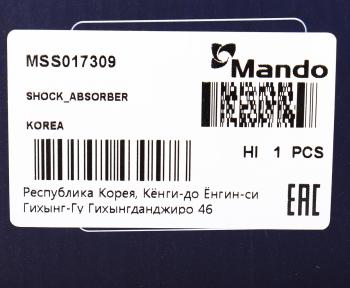 MSS017309
Mando
SHOCK_ABSORBER
KOREA
HI 1 PCS
Республика Корея, Кёнги-до Ёнгин-си
Гихынг-Гу Гихынгданджиро 46
EAC